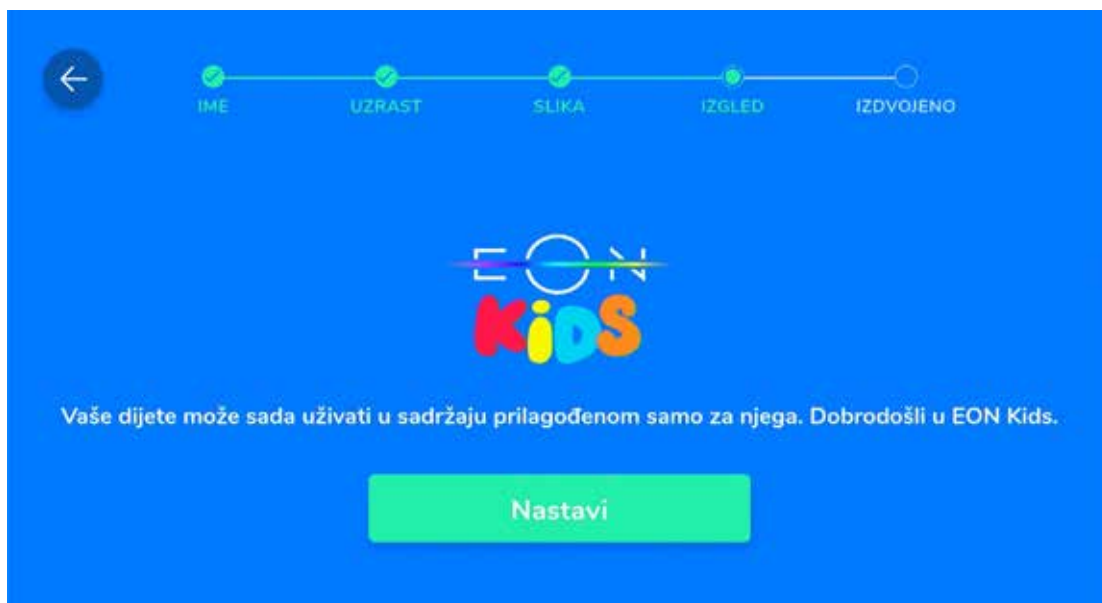 IME
UZRAST
SLIKA
IZGLED
IZDVOJENO
EON
KiDS
Vaše dijete može sada uživati u sadržaju prilagođenom samo za njega. Dobrodošli u EON Kids.
Nastavi